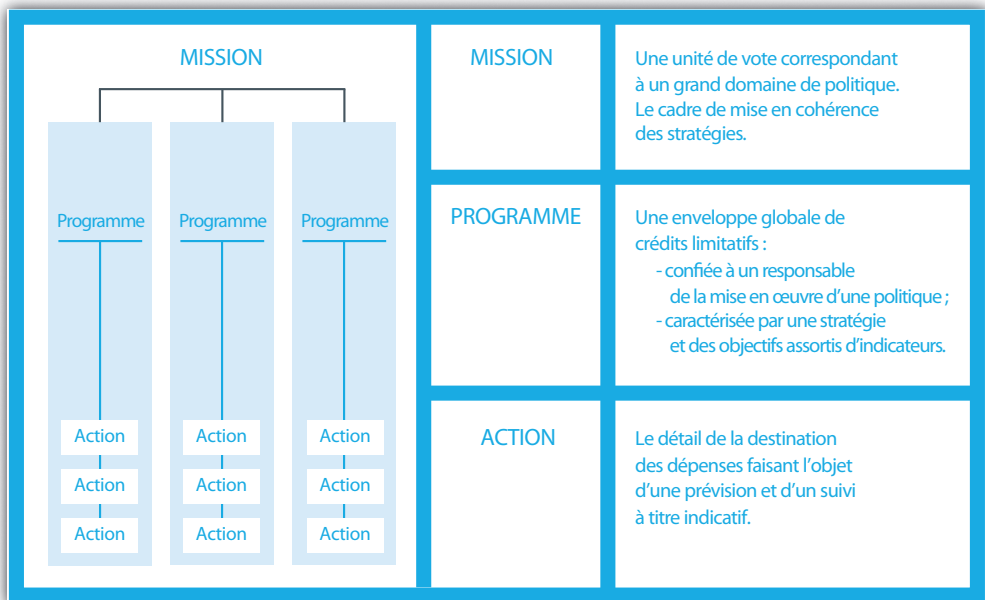 MISSION
Programme
Programme
Programme
Action
Action
Action
Action
Action
Action
Action
Action
Action
MISSION
Une unité de vote correspondant
à un grand domaine de politique.
Le cadre de mise en cohérence
des stratégies.
PROGRAMME
Une enveloppe globale de
crédits limitatifs :
- confiée à un responsable
de la mise en œuvre d’une politique ;
- caractérisée par une stratégie
et des objectifs assortis d’indicateurs.
ACTION
Le détail de la destination
des dépenses faisant l’objet
d’une prévision et d’un suivi
à titre indicatif.